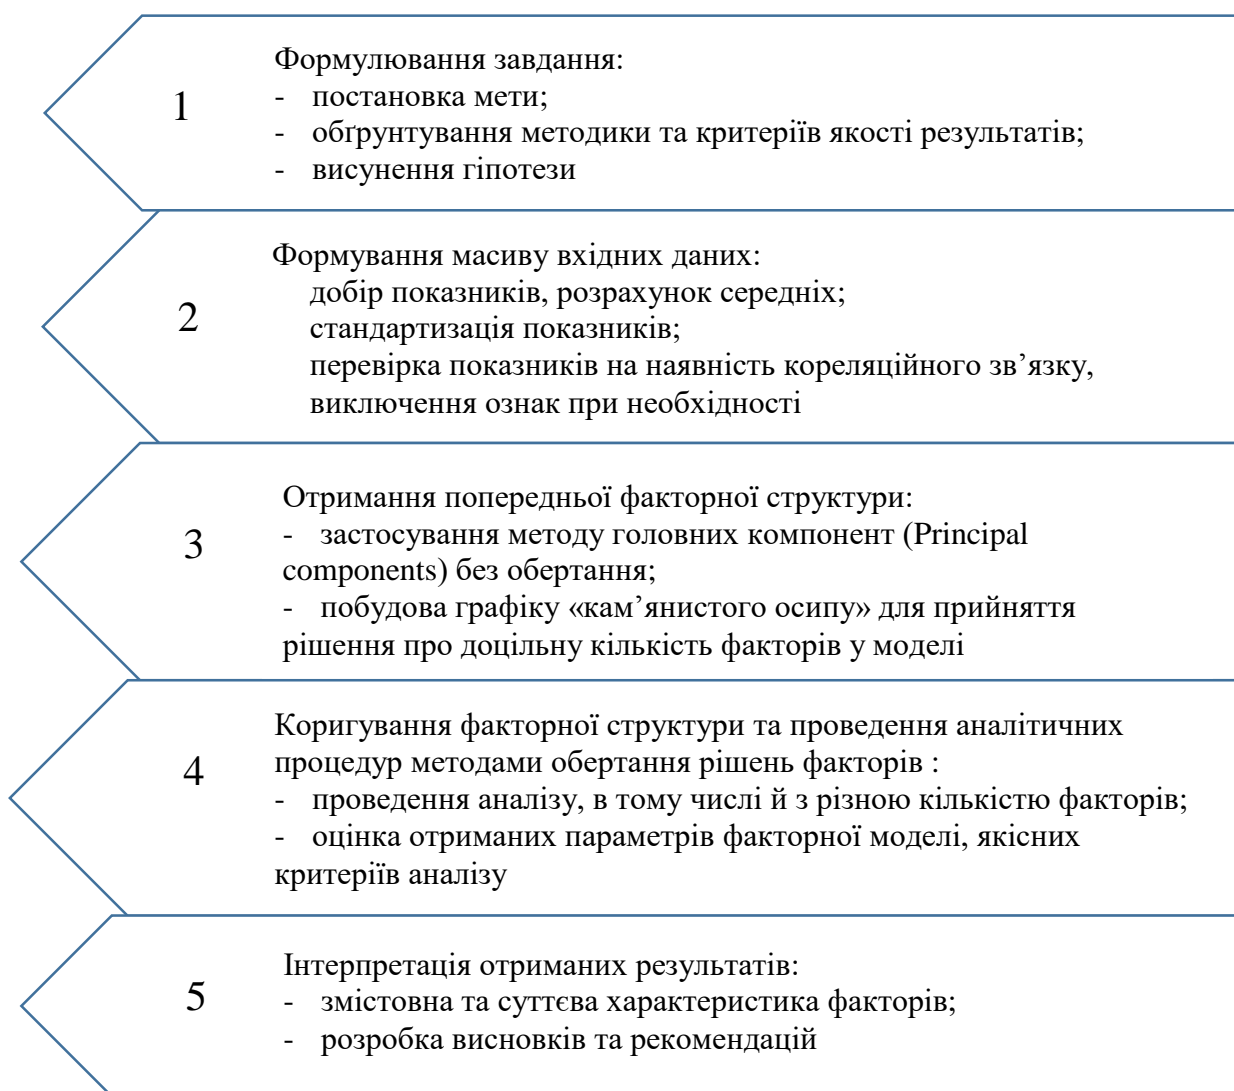 1
Формулювання завдання:
- постановка мети;
- обґрунтування методики та критеріїв якості результатів;
- висунення гіпотези
2
Формування масиву вхідних даних:
добір показників, розрахунок середніх;
стандартизація показників;
перевірка показників на наявність кореляційного зв’язку,
виключення ознак при необхідності
3
Отримання попередньої факторної структури:
- застосування методу головних компонент (Principal
components) без обертання;
- побудова графіку «кам’янистого осипу» для прийняття
рішення про доцільну кількість факторів у моделі
4
Коригування факторної структури та проведення аналітичних
процедур методами обертання рішень факторів :
- проведення аналізу, в тому числі й з різною кількістю факторів;
- оцінка отриманих параметрів факторної моделі, якісних
критеріїв аналізу
5
Інтерпретація отриманих результатів:
- змістовна та суттєва характеристика факторів;
- розробка висновків та рекомендацій